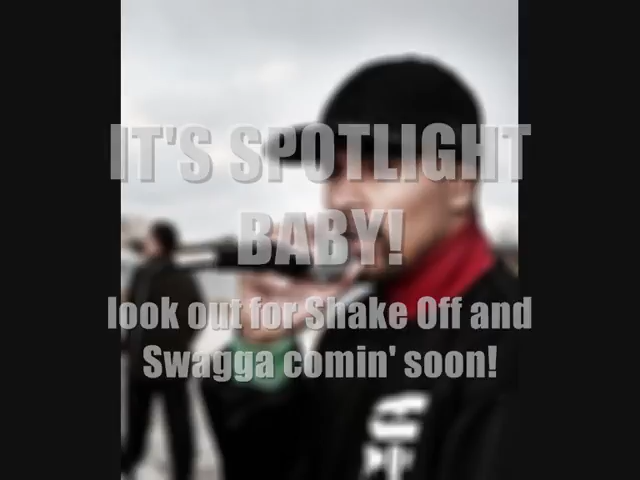 IT'S SPOTLIGHT
BABY!
look out for Shake Off and
Swagga comin' soon!